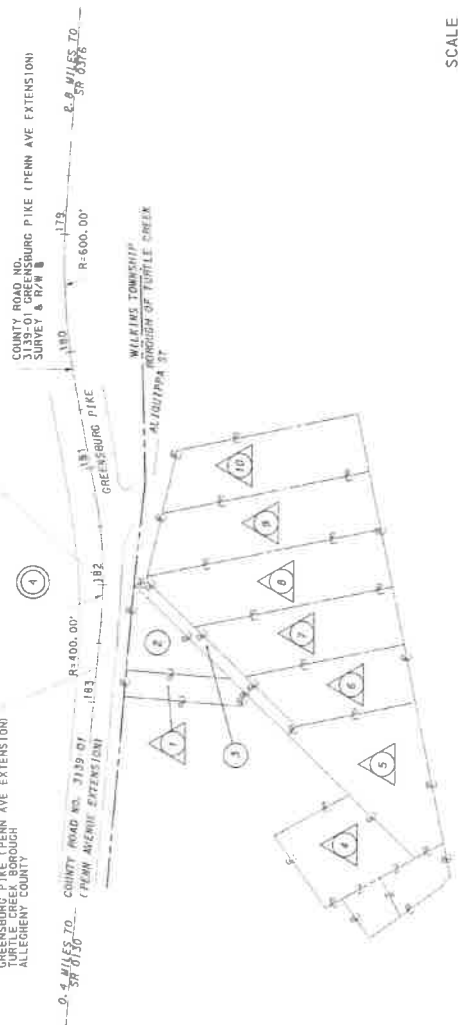 COUNTY ROAD NO.
3139-01 GREENSBURG PIKE (PENN AVE EXTENSION)
SURVEY & R/W
2.8 MILES TO
SR 0376
179
R=600.00'
180
181
GREENSBURG PIKE
WILKINS TOWNSHIP
BOROUGH OF TURTLE CREEK
ALIQUIPPA ST
SCALE
4
182
R=400.00'
183
GREENSBURG PIKE (PENN AVE EXTENSION)
TURTLE CREEK BOROUGH
ALLEGHENY COUNTY
COUNTY ROAD NO. 3139-01
(PENN AVENUE EXTENSION)
0.4 MILES TO
SR 0130
1
2
3
4
5
6
7
8
9
10